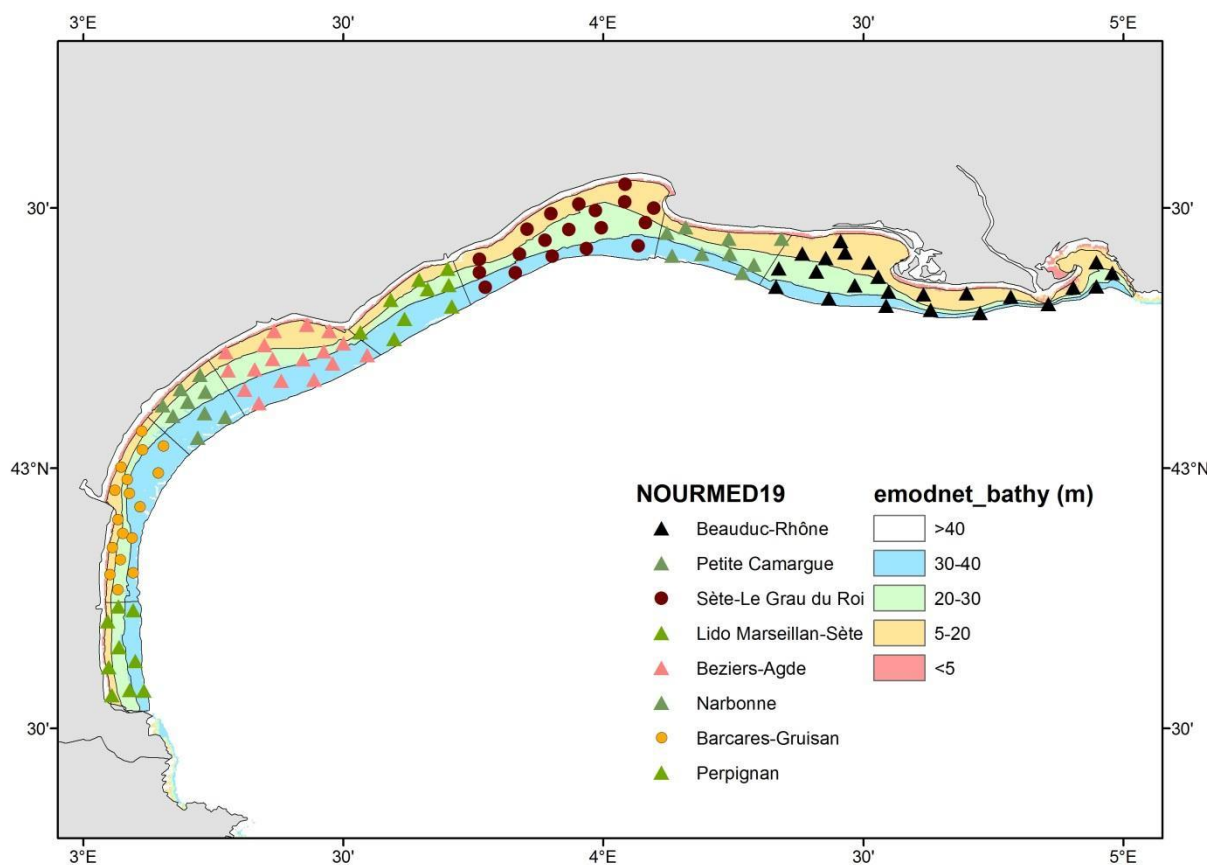 3°E 30' 4°E 30' 5°E
30' 30'
43°N 43°N
NOURMED19 emodnet_bathy (m)
Beauduc-Rhône >40
Petite Camargue 30-40
Sète-Le Grau du Roi 20-30
Lido Marseillan-Sète 5-20
Beziers-Agde <5
Narbonne
Barcares-Gruisan
30' 30'
Perpignan
3°E 30' 4°E 30' 5°E